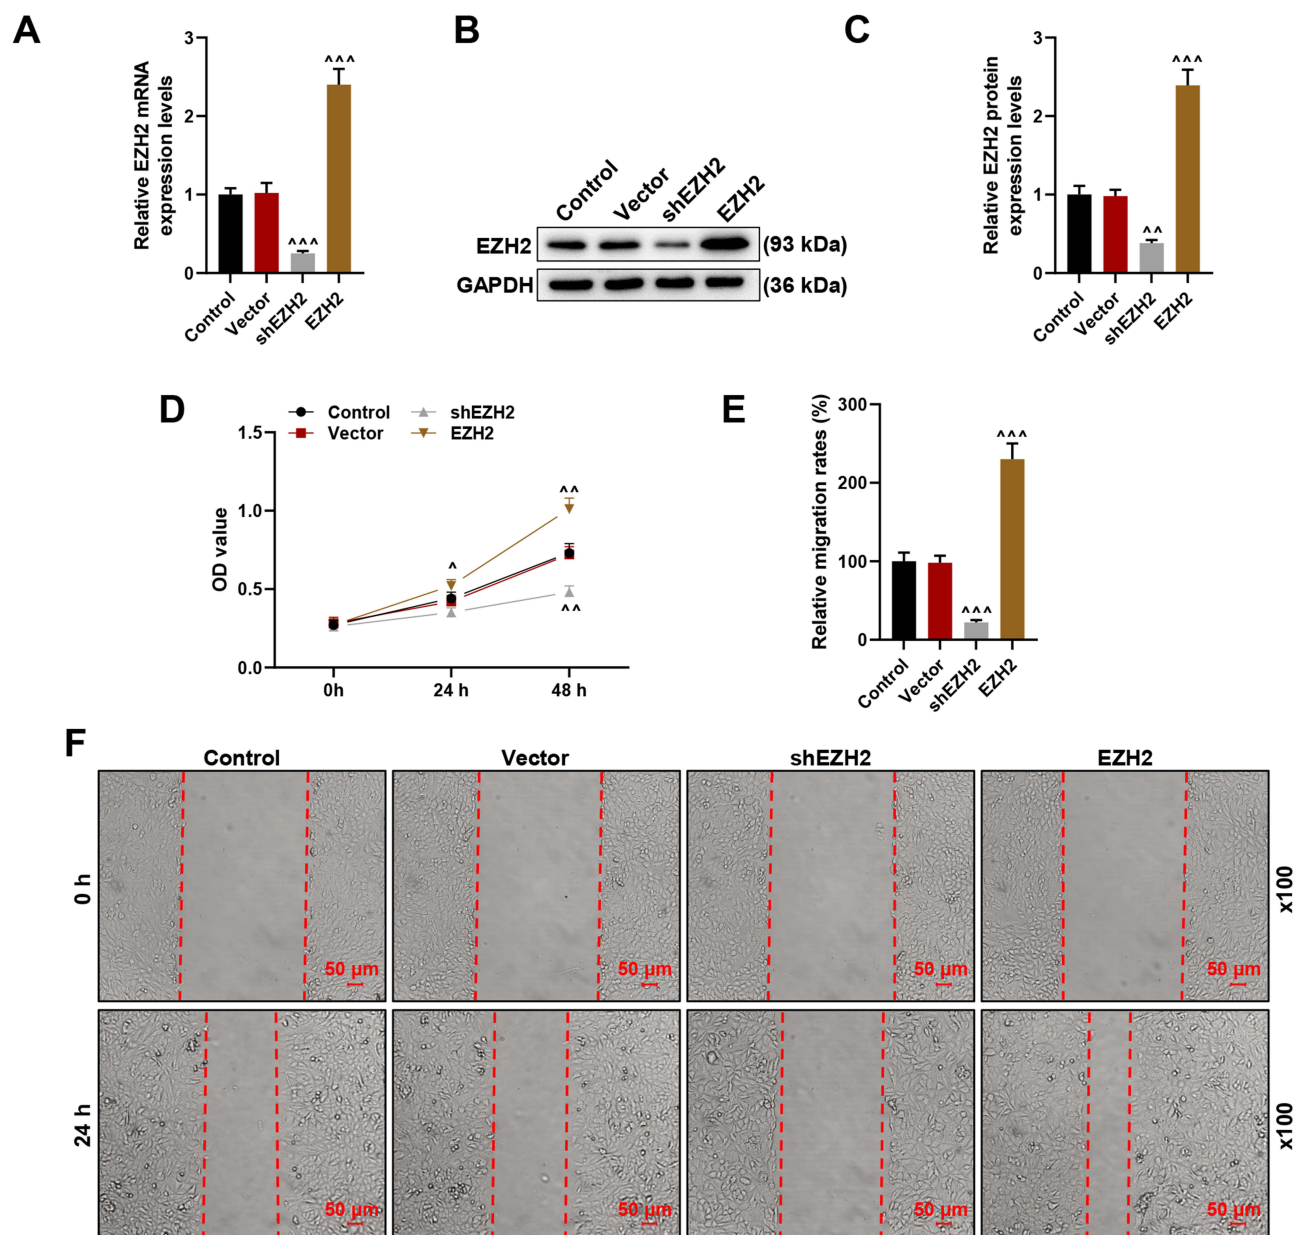 A
Relative EZH2 mRNA
expression levels
3
2
1
0
^^^
^^^
Control
Vector
shEZH2
EZH2
B
Control
Vector
shEZH2
EZH2
EZH2
(93 kDa)
GAPDH
(36 kDa)
C
Relative EZH2 protein
expression levels
3
2
1
0
^^
^^^
Control
Vector
shEZH2
EZH2
D
Control
shEZH2
Vector
EZH2
OD value
1.5
1.0
0.5
0.0
^
^^
^^
0h
24 h
48 h
E
Relative migration rates (%)
300
200
100
0
^^^
^^^
Control
Vector
shEZH2
EZH2
F
Control
Vector
shEZH2
EZH2
0 h
50 µm
50 µm
50 µm
50 µm
x100
24 h
50 µm
50 µm
50 µm
50 µm
x100